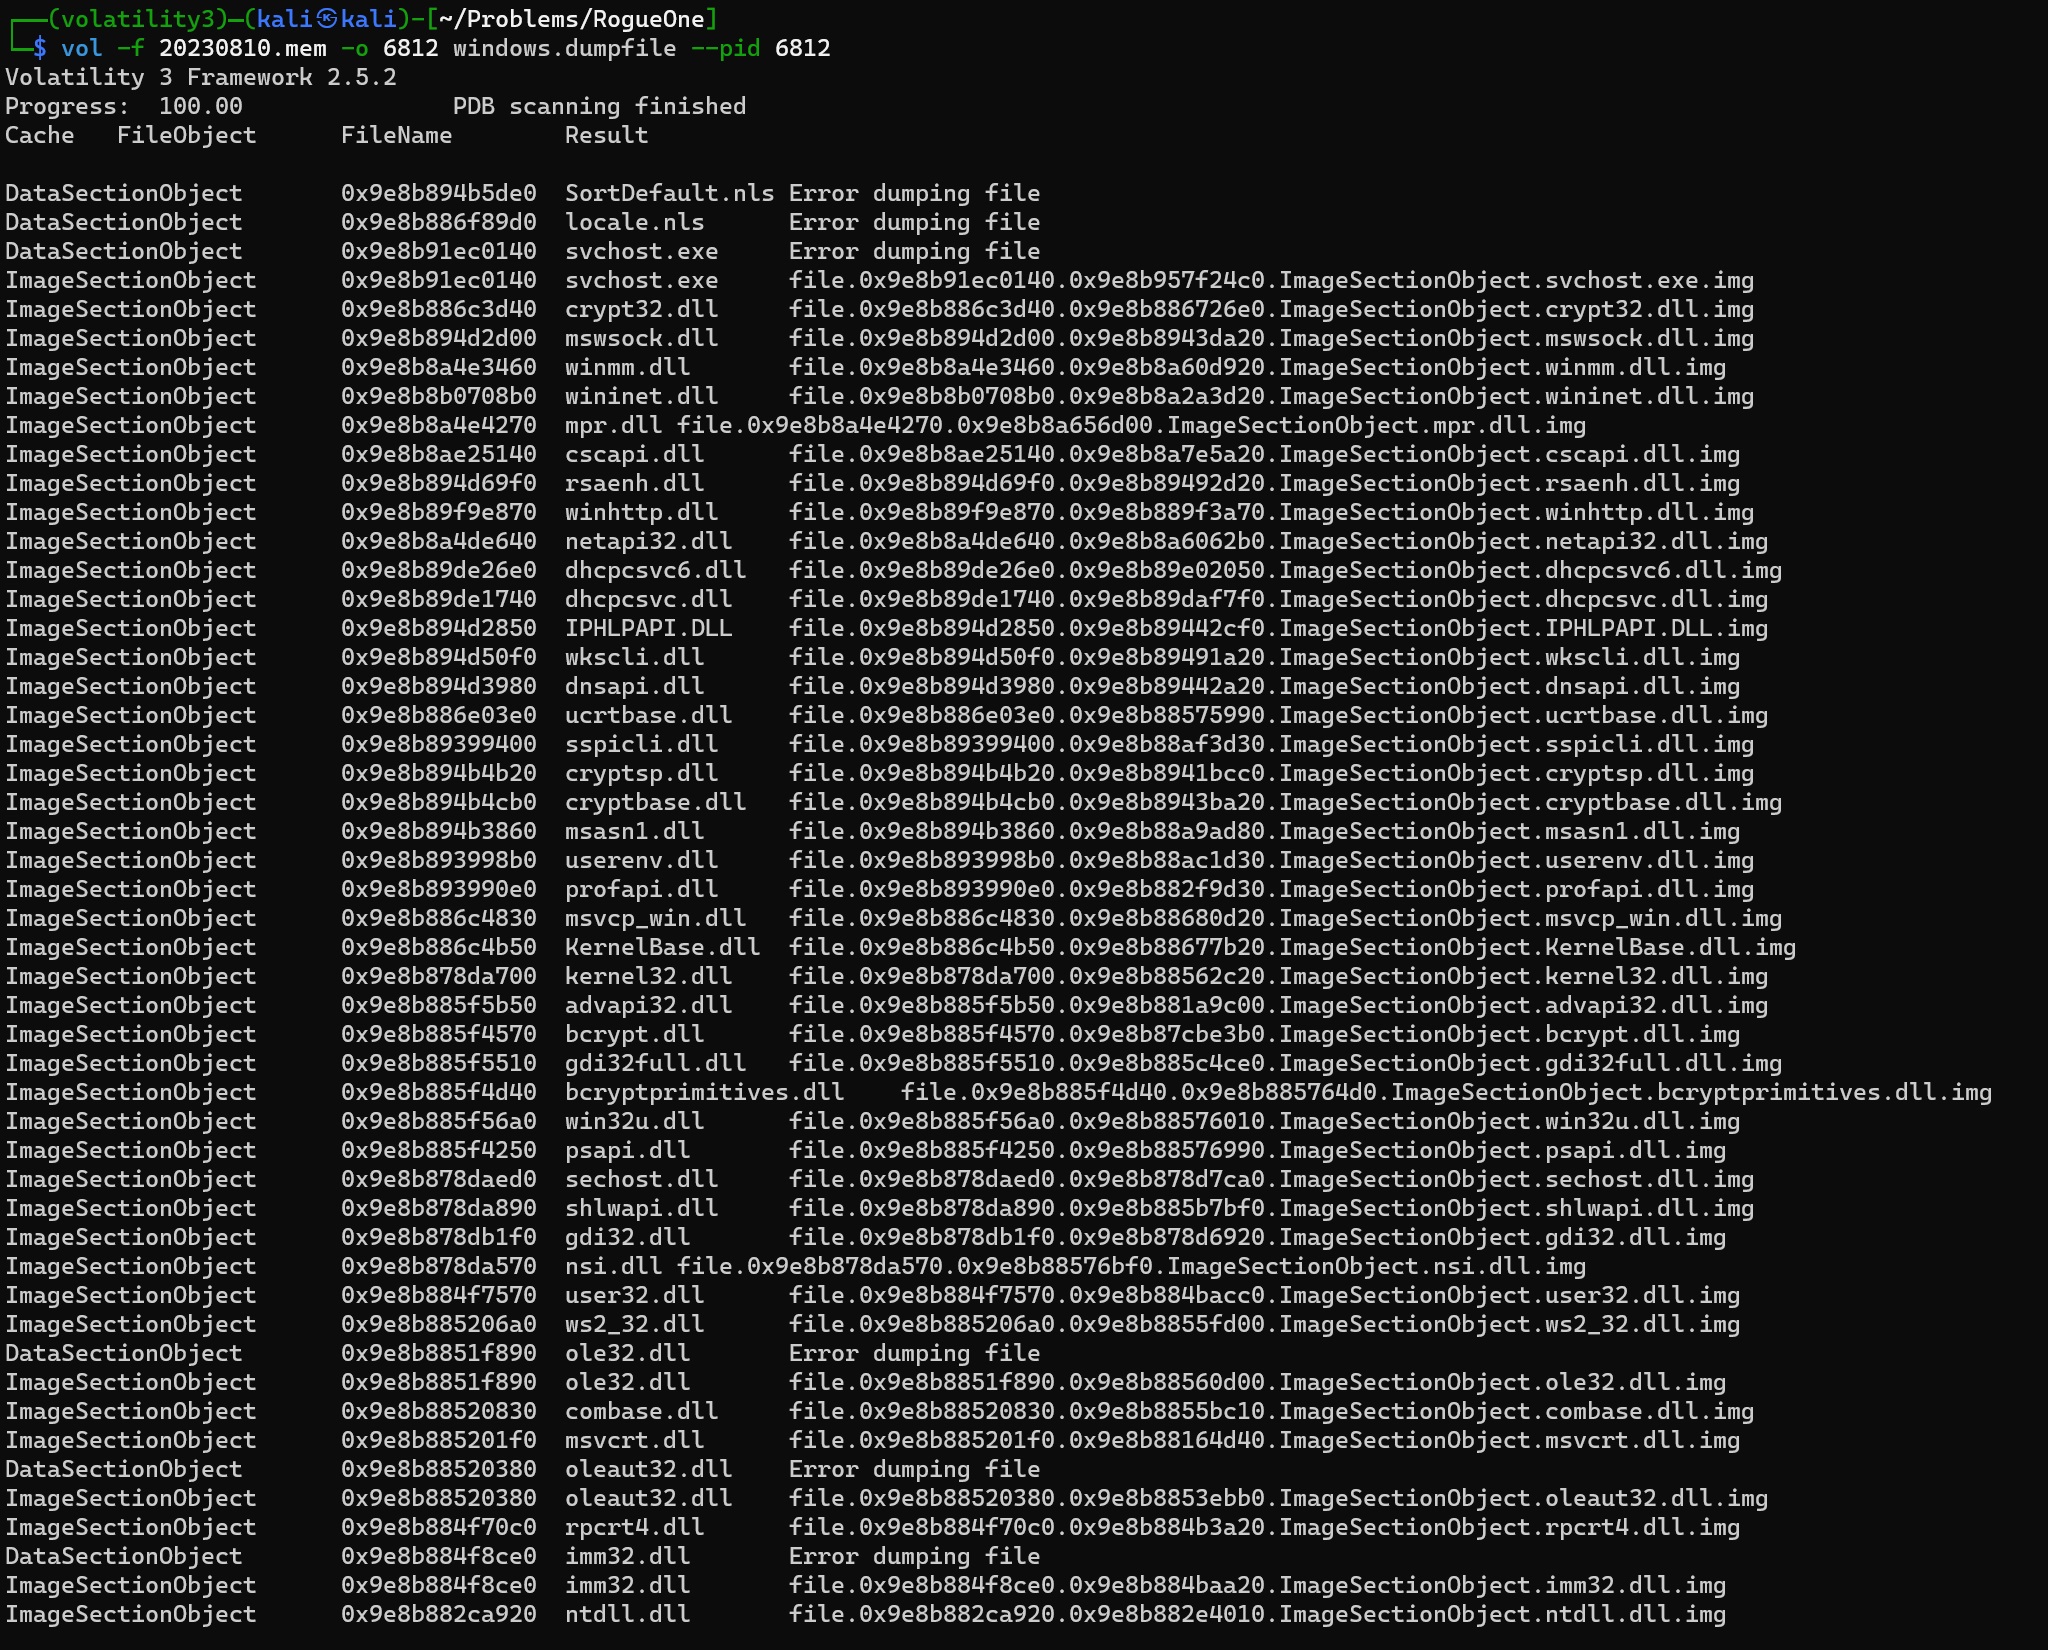 ┌──(volatility3)─(kali㉿kali)-[~/Problems/RogueOne]
└─$ vol -f 20230810.mem -o 6812 windows.dumpfile --pid 6812
Volatility 3 Framework 2.5.2
Progress:  100.00               PDB scanning finished
Cache   FileObject      FileName        Result

DataSectionObject       0x9e8b894b5de0  SortDefault.nls Error dumping file
DataSectionObject       0x9e8b886f89d0  locale.nls      Error dumping file
DataSectionObject       0x9e8b91ec0140  svchost.exe     Error dumping file
ImageSectionObject      0x9e8b91ec0140  svchost.exe     file.0x9e8b91ec0140.0x9e8b957f24c0.ImageSectionObject.svchost.exe.img
ImageSectionObject      0x9e8b886c3d40  crypt32.dll     file.0x9e8b886c3d40.0x9e8b886726e0.ImageSectionObject.crypt32.dll.img
ImageSectionObject      0x9e8b894d2d00  mswsock.dll     file.0x9e8b894d2d00.0x9e8b8943da20.ImageSectionObject.mswsock.dll.img
ImageSectionObject      0x9e8b8a4e3460  winmm.dll       file.0x9e8b8a4e3460.0x9e8b8a60d920.ImageSectionObject.winmm.dll.img
ImageSectionObject      0x9e8b8b0708b0  wininet.dll     file.0x9e8b8b0708b0.0x9e8b8a2a3d20.ImageSectionObject.wininet.dll.img
ImageSectionObject      0x9e8b8a4e4270  mpr.dll file.0x9e8b8a4e4270.0x9e8b8a656d00.ImageSectionObject.mpr.dll.img
ImageSectionObject      0x9e8b8ae25140  cscapi.dll      file.0x9e8b8ae25140.0x9e8b8a7e5a20.ImageSectionObject.cscapi.dll.img
ImageSectionObject      0x9e8b894d69f0  rsaenh.dll      file.0x9e8b894d69f0.0x9e8b89492d20.ImageSectionObject.rsaenh.dll.img
ImageSectionObject      0x9e8b89f9e870  winhttp.dll     file.0x9e8b89f9e870.0x9e8b889f3a70.ImageSectionObject.winhttp.dll.img
ImageSectionObject      0x9e8b8a4de640  netapi32.dll    file.0x9e8b8a4de640.0x9e8b8a6062b0.ImageSectionObject.netapi32.dll.img
ImageSectionObject      0x9e8b89de26e0  dhcpcsvc6.dll   file.0x9e8b89de26e0.0x9e8b89e02050.ImageSectionObject.dhcpcsvc6.dll.img
ImageSectionObject      0x9e8b89de1740  dhcpcsvc.dll    file.0x9e8b89de1740.0x9e8b89daf7f0.ImageSectionObject.dhcpcsvc.dll.img
ImageSectionObject      0x9e8b894d2850  IPHLPAPI.DLL    file.0x9e8b894d2850.0x9e8b89442cf0.ImageSectionObject.IPHLPAPI.DLL.img
ImageSectionObject      0x9e8b894d50f0  wkscli.dll      file.0x9e8b894d50f0.0x9e8b89491a20.ImageSectionObject.wkscli.dll.img
ImageSectionObject      0x9e8b894d3980  dnsapi.dll      file.0x9e8b894d3980.0x9e8b89442a20.ImageSectionObject.dnsapi.dll.img
ImageSectionObject      0x9e8b886e03e0  ucrtbase.dll    file.0x9e8b886e03e0.0x9e8b88575990.ImageSectionObject.ucrtbase.dll.img
ImageSectionObject      0x9e8b89399400  sspicli.dll     file.0x9e8b89399400.0x9e8b88af3d30.ImageSectionObject.sspicli.dll.img
ImageSectionObject      0x9e8b894b4b20  cryptsp.dll     file.0x9e8b894b4b20.0x9e8b8941bcc0.ImageSectionObject.cryptsp.dll.img
ImageSectionObject      0x9e8b894b4cb0  cryptbase.dll   file.0x9e8b894b4cb0.0x9e8b8943ba20.ImageSectionObject.cryptbase.dll.img
ImageSectionObject      0x9e8b894b3860  msasn1.dll      file.0x9e8b894b3860.0x9e8b88a9ad80.ImageSectionObject.msasn1.dll.img
ImageSectionObject      0x9e8b893998b0  userenv.dll     file.0x9e8b893998b0.0x9e8b88ac1d30.ImageSectionObject.userenv.dll.img
ImageSectionObject      0x9e8b893990e0  profapi.dll     file.0x9e8b893990e0.0x9e8b882f9d30.ImageSectionObject.profapi.dll.img
ImageSectionObject      0x9e8b886c4830  msvcp_win.dll   file.0x9e8b886c4830.0x9e8b88680d20.ImageSectionObject.msvcp_win.dll.img
ImageSectionObject      0x9e8b886c4b50  KernelBase.dll  file.0x9e8b886c4b50.0x9e8b88677b20.ImageSectionObject.KernelBase.dll.img
ImageSectionObject      0x9e8b878da700  kernel32.dll    file.0x9e8b878da700.0x9e8b88562c20.ImageSectionObject.kernel32.dll.img
ImageSectionObject      0x9e8b885f5b50  advapi32.dll    file.0x9e8b885f5b50.0x9e8b881a9c00.ImageSectionObject.advapi32.dll.img
ImageSectionObject      0x9e8b885f4570  bcrypt.dll      file.0x9e8b885f4570.0x9e8b87cbe3b0.ImageSectionObject.bcrypt.dll.img
ImageSectionObject      0x9e8b885f5510  gdi32full.dll   file.0x9e8b885f5510.0x9e8b885c4ce0.ImageSectionObject.gdi32full.dll.img
ImageSectionObject      0x9e8b885f4d40  bcryptprimitives.dll    file.0x9e8b885f4d40.0x9e8b885764d0.ImageSectionObject.bcryptprimitives.dll.img
ImageSectionObject      0x9e8b885f56a0  win32u.dll      file.0x9e8b885f56a0.0x9e8b88576010.ImageSectionObject.win32u.dll.img
ImageSectionObject      0x9e8b885f4250  psapi.dll       file.0x9e8b885f4250.0x9e8b88576990.ImageSectionObject.psapi.dll.img
ImageSectionObject      0x9e8b878daed0  sechost.dll     file.0x9e8b878daed0.0x9e8b878d7ca0.ImageSectionObject.sechost.dll.img
ImageSectionObject      0x9e8b878da890  shlwapi.dll     file.0x9e8b878da890.0x9e8b885b7bf0.ImageSectionObject.shlwapi.dll.img
ImageSectionObject      0x9e8b878db1f0  gdi32.dll       file.0x9e8b878db1f0.0x9e8b878d6920.ImageSectionObject.gdi32.dll.img
ImageSectionObject      0x9e8b878da570  nsi.dll file.0x9e8b878da570.0x9e8b88576bf0.ImageSectionObject.nsi.dll.img
ImageSectionObject      0x9e8b884f7570  user32.dll      file.0x9e8b884f7570.0x9e8b884bacc0.ImageSectionObject.user32.dll.img
ImageSectionObject      0x9e8b885206a0  ws2_32.dll      file.0x9e8b885206a0.0x9e8b8855fd00.ImageSectionObject.ws2_32.dll.img
DataSectionObject       0x9e8b8851f890  ole32.dll       Error dumping file
ImageSectionObject      0x9e8b8851f890  ole32.dll       file.0x9e8b8851f890.0x9e8b88560d00.ImageSectionObject.ole32.dll.img
ImageSectionObject      0x9e8b88520830  combase.dll     file.0x9e8b88520830.0x9e8b8855bc10.ImageSectionObject.combase.dll.img
ImageSectionObject      0x9e8b885201f0  msvcrt.dll      file.0x9e8b885201f0.0x9e8b88164d40.ImageSectionObject.msvcrt.dll.img
DataSectionObject       0x9e8b88520380  oleaut32.dll    Error dumping file
ImageSectionObject      0x9e8b88520380  oleaut32.dll    file.0x9e8b88520380.0x9e8b8853ebb0.ImageSectionObject.oleaut32.dll.img
ImageSectionObject      0x9e8b884f70c0  rpcrt4.dll      file.0x9e8b884f70c0.0x9e8b884b3a20.ImageSectionObject.rpcrt4.dll.img
DataSectionObject       0x9e8b884f8ce0  imm32.dll       Error dumping file
ImageSectionObject      0x9e8b884f8ce0  imm32.dll       file.0x9e8b884f8ce0.0x9e8b884baa20.ImageSectionObject.imm32.dll.img
ImageSectionObject      0x9e8b882ca920  ntdll.dll       file.0x9e8b882ca920.0x9e8b882e4010.ImageSectionObject.ntdll.dll.img